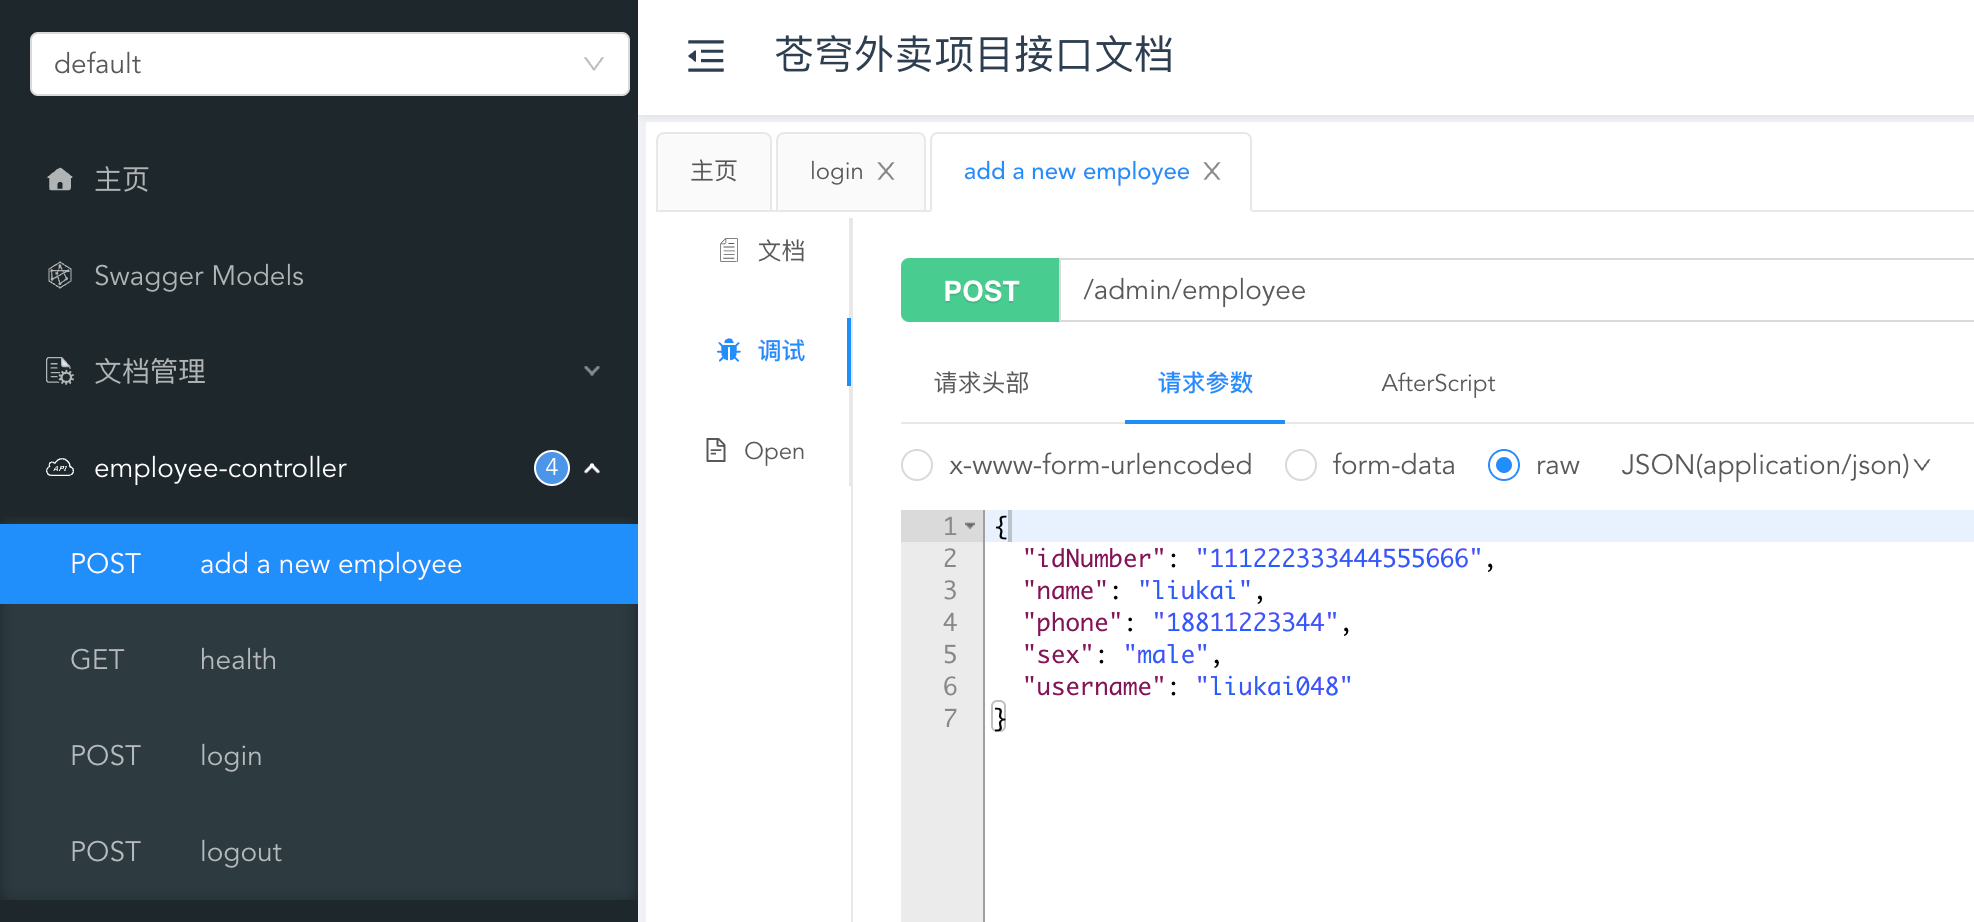 default
主页
Swagger Models
文档管理
employee-controller 4
POST add a new employee
GET health
POST login
POST logout
苍穹外卖项目接口文档
主页 login add a new employee
文档
调试
Open
POST /admin/employee
请求头部 请求参数 AfterScript
x-www-form-urlencoded form-data raw JSON(application/json)
1 {
2 "idNumber": "111222333444555666",
3 "name": "liukai",
4 "phone": "18811223344",
5 "sex": "male",
6 "username": "liukai048"
7 }